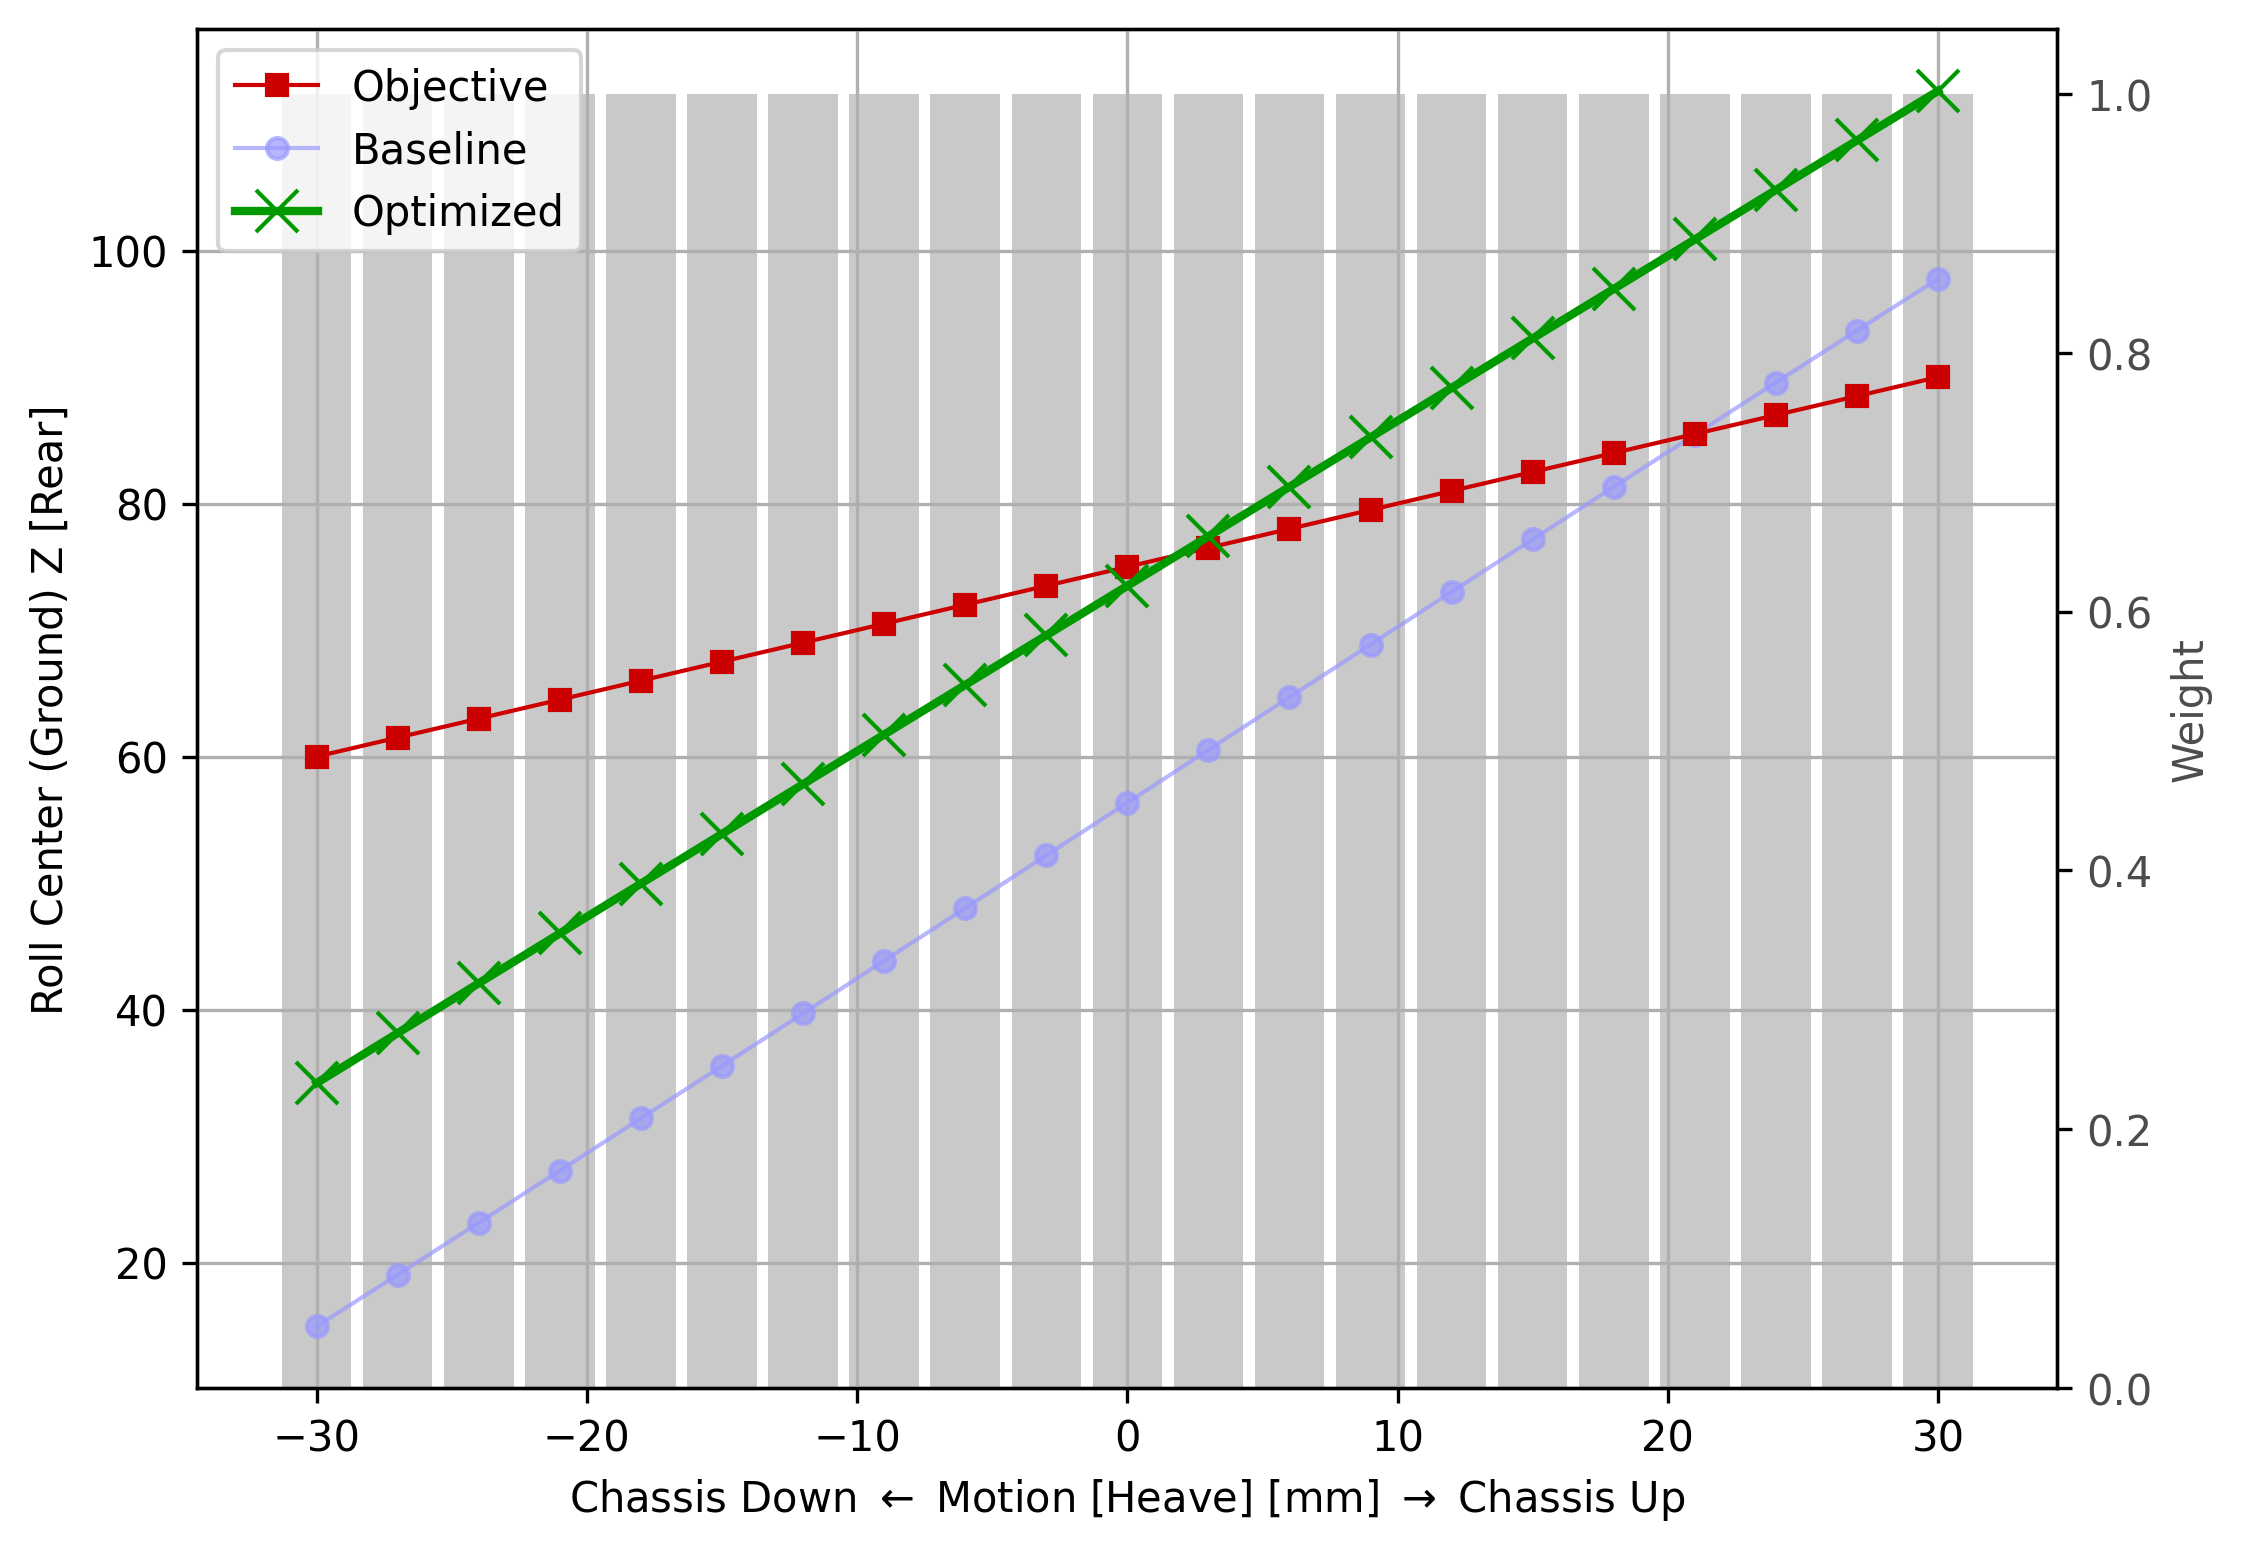 Objective
Baseline
Optimized
100
80
60
40
20
Roll Center (Ground) Z [Rear]
1.0
0.8
0.6
0.4
0.2
0.0
Weight
−30 −20 −10 0 10 20 30
Chassis Down ← Motion [Heave] [mm] → Chassis Up